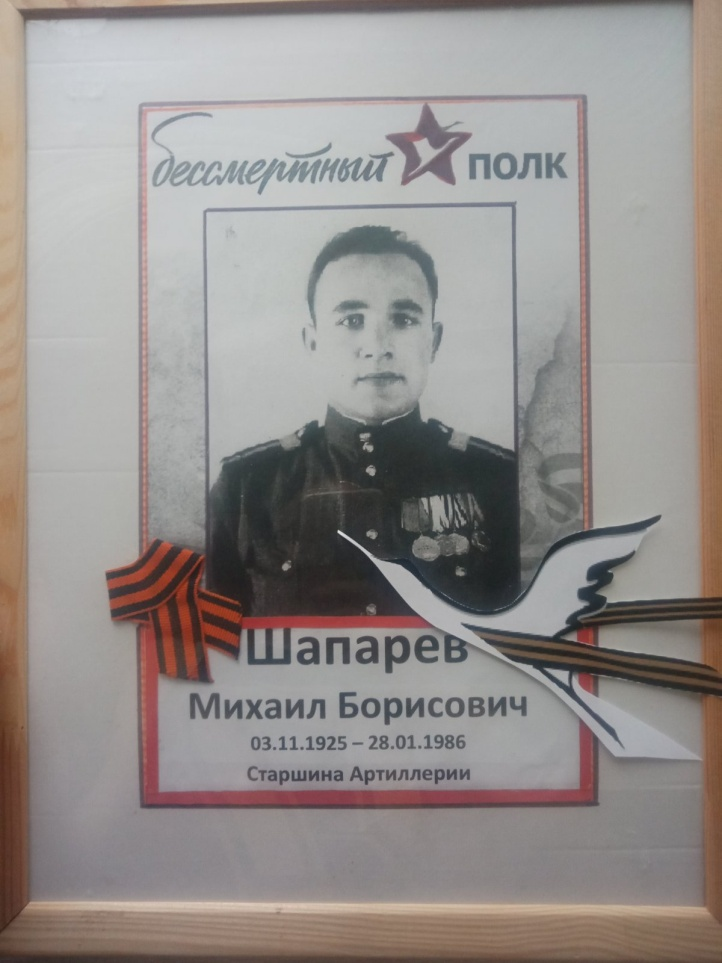 бессмертный полк
Шапарев
Михаил Борисович
03.11.1925 – 28.01.1986
Старшина Артиллерии